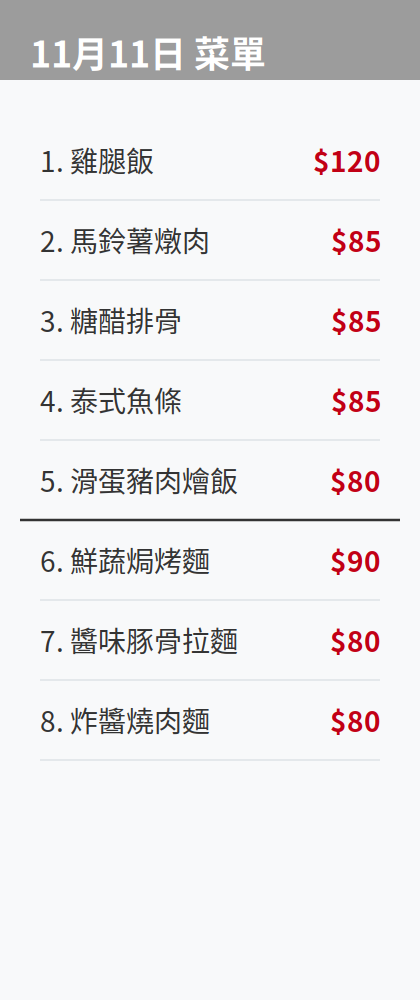 11月11日 菜單
1. 雞腿飯 $120
2. 馬鈴薯燉肉 $85
3. 糖醋排骨 $85
4. 泰式魚條 $85
5. 滑蛋豬肉燴飯 $80
6. 鮮蔬焗烤麵 $90
7. 醬味豚骨拉麵 $80
8. 炸醬燒肉麵 $80